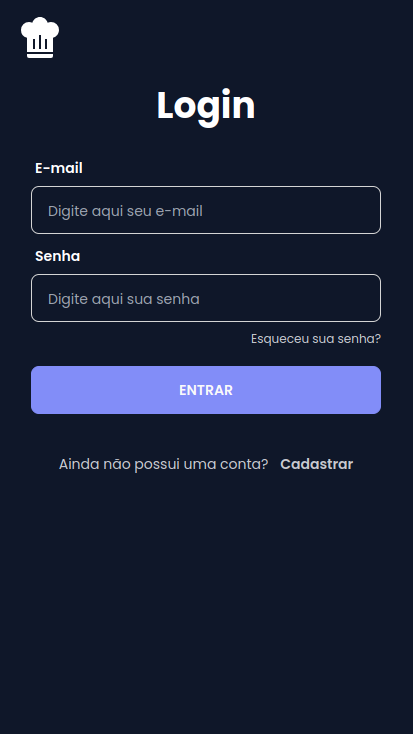 Login
E-mail
Digite aqui seu e-mail
Senha
Digite aqui sua senha
Esqueceu sua senha?
ENTRAR
Ainda não possui uma conta? Cadastrar